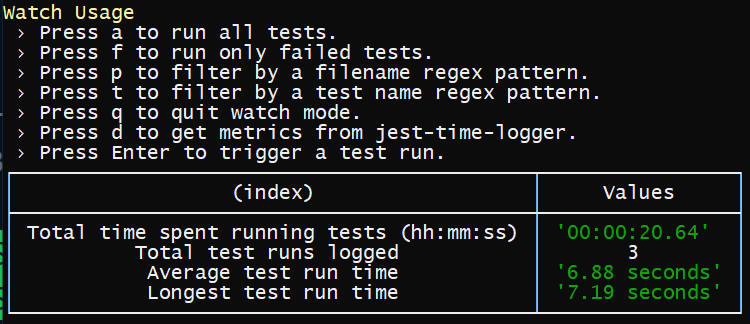 Watch Usage
› Press a to run all tests.
› Press f to run only failed tests.
› Press p to filter by a filename regex pattern.
› Press t to filter by a test name regex pattern.
› Press q to quit watch mode.
› Press d to get metrics from jest-time-logger.
› Press Enter to trigger a test run.
(index) Values
Total time spent running tests (hh:mm:ss) '00:00:20.64'
Total test runs logged 3
Average test run time '6.88 seconds'
Longest test run time '7.19 seconds'